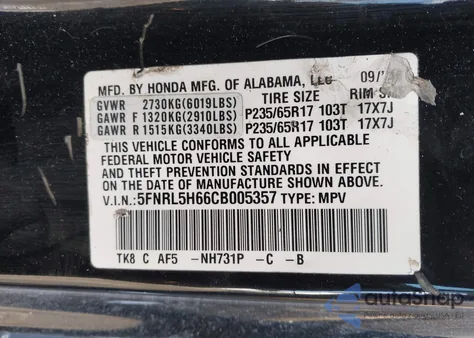 MFD. BY HONDA MFG. OF ALABAMA, LLC 09/
GVWR 2730KG(6019LBS) TIRE SIZE RIM
GAWR F 1320KG(2910LBS) P235/65R17 103T 17X7J
GAWR R 1515KG(3340LBS) P235/65R17 103T 17X7J
THIS VEHICLE CONFORMS TO ALL APPLICABLE
FEDERAL MOTOR VEHICLE SAFETY
AND THEFT PREVENTION STANDARDS IN EFFECT
ON THE DATE OF MANUFACTURE SHOWN ABOVE.
V.I.N.: 5FNRL5H66CB005357 TYPE: MPV
TK8 C AF5 -NH731P -C -B
autoSnap